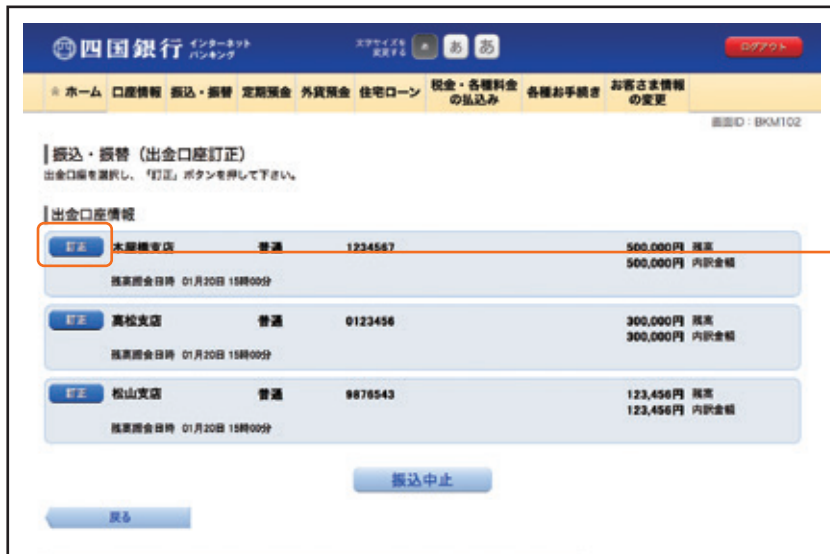 四国銀行 インターネットバンキング 文字サイズを変更する あ あ あ ログアウト
ホーム 口座情報 振込・振替 定期預金 外貨預金 住宅ローン 税金・各種料金の払込み 各種お手続き お客さま情報の変更
画面ID:BKM102
振込・振替(出金口座訂正)
出金口座を選択し、「訂正」ボタンを押して下さい。
出金口座情報
訂正 木屋橋支店 普通 1234567 500,000円 残高
500,000円 内訳金額
残高照会日時 01月20日 15時00分
訂正 高松支店 普通 0123456 300,000円 残高
300,000円 内訳金額
残高照会日時 01月20日 15時00分
訂正 松山支店 普通 9876543 123,456円 残高
123,456円 内訳金額
残高照会日時 01月20日 15時00分
振込中止
戻る